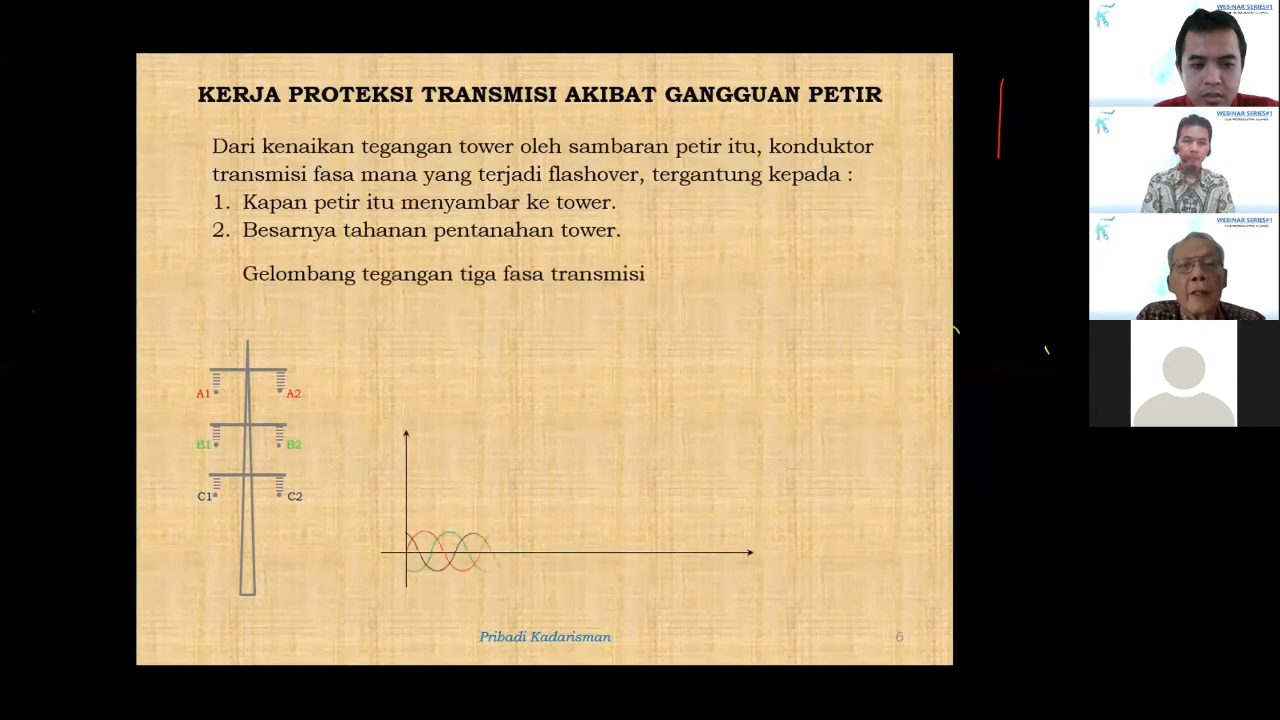 KERJA PROTEKSI TRANSMISI AKIBAT GANGGUAN PETIR
Dari kenaikan tegangan tower oleh sambaran petir itu, konduktor
transmisi fasa mana yang terjadi flashover, tergantung kepada :
1. Kapan petir itu menyambar ke tower.
2. Besarnya tahanan pentanahan tower.
Gelombang tegangan tiga fasa transmisi
A1 A2
B1 B2
C1 C2
Pribadi Kadarisman
6
WEBINAR SERIES#1
WEBINAR SERIES#1
WEBINAR SERIES#1